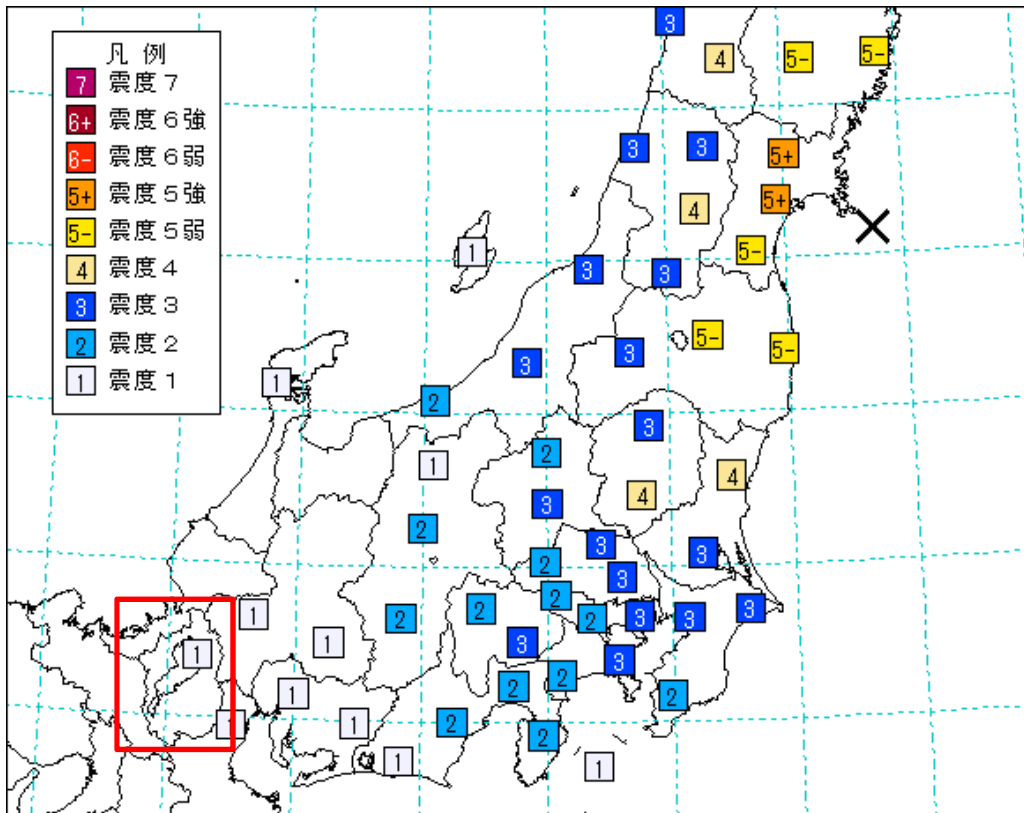 凡 例
7 震度７
6+ 震度６強
6- 震度６弱
5+ 震度５強
5- 震度５弱
4 震度４
3 震度３
2 震度２
1 震度１
3
4 5- 5-
3 3 5+
4 5+
1 5-
3 3
3 3 5- 5-
1 2
3
1 2 4
3 4
2 3 3
2 3
1 2 2 2 2 3 3 3
1 1 3 3
2 2 2
1 1 1 2
2
1 1